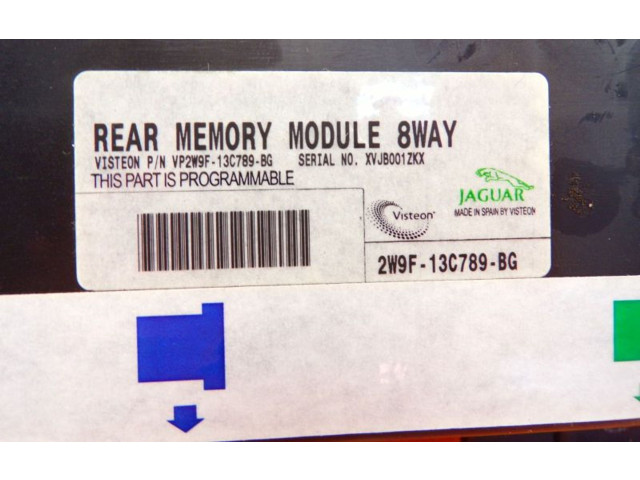 REAR MEMORY MODULE 8WAY
VISTEON P/N VP2W9F-13C789-BG SERIAL NO. XVJB001ZKX
THIS PART IS PROGRAMMABLE
Visteon
JAGUAR
MADE IN SPAIN BY VISTEON
2W9F-13C789-BG